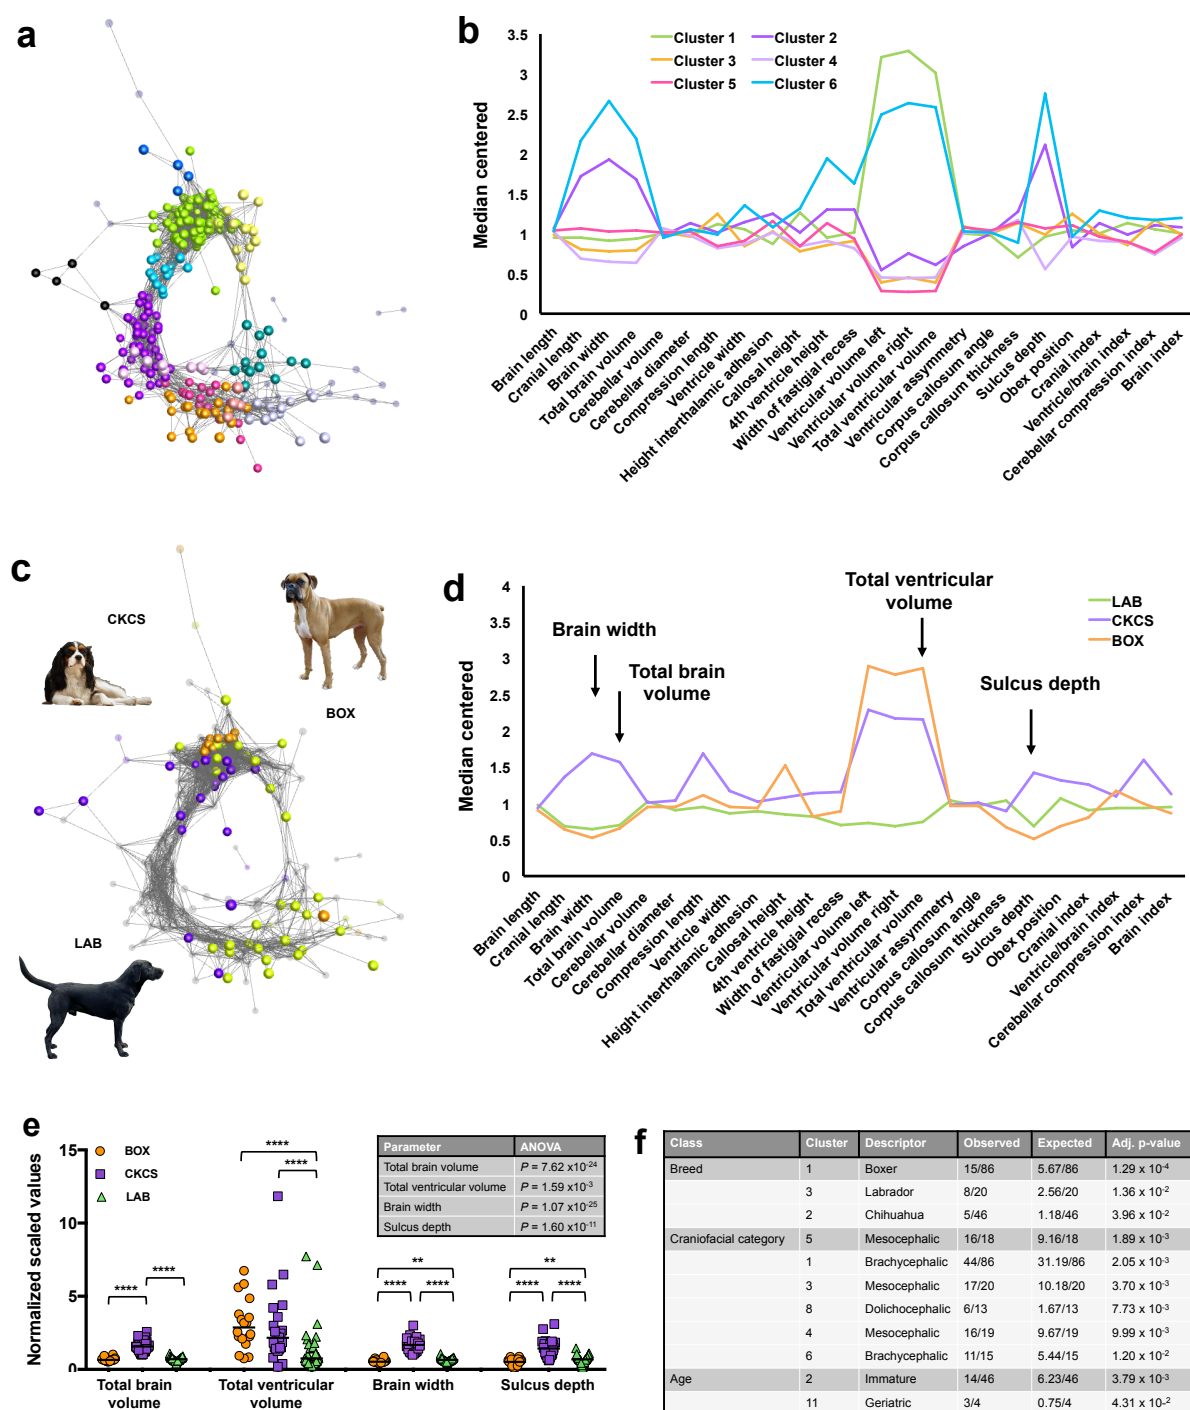 a
b
3.5
3
2.5
2
1.5
1
0.5
0
Median centered
Cluster 1
Cluster 2
Cluster 3
Cluster 4
Cluster 5
Cluster 6
Brain length
Cranial length
Brain width
Total brain volume
Cerebellar volume
Cerebellar diameter
Compression length
Ventricle width
Height interthalamic adhesion
Callosal height
4th ventricle height
Width of fastigial recess
Ventricular volume left
Ventricular volume right
Total ventricular volume
Ventricular assymetry
Corpus callosum angle
Corpus callosum thickness
Sulcus depth
Obex position
Cranial index
Ventricle/brain index
Cerebellar compression index
Brain index
c
CKCS
BOX
LAB
d
4
3.5
3
2.5
2
1.5
1
0.5
0
Median centered
Brain width
Total brain
volume
Total ventricular
volume
Sulcus depth
LAB
CKCS
BOX
Brain length
Cranial length
Brain width
Total brain volume
Cerebellar volume
Cerebellar diameter
Compression length
Ventricle width
Height interthalamic adhesion
Callosal height
4th ventricle height
Width of fastigial recess
Ventricular volume left
Ventricular volume right
Total ventricular volume
Ventricular assymetry
Corpus callosum angle
Corpus callosum thickness
Sulcus depth
Obex position
Cranial index
Ventricle/brain index
Cerebellar compression index
Brain index
e
15
10
5
0
Normalized scaled values
BOX
CKCS
LAB
**** ****
**** ****
** **** ****
** **** ****
Total brain
volume
Total ventricular
volume
Brain width
Sulcus depth
Parameter ANOVA
Total brain volume P = 7.62 x10-24
Total ventricular volume P = 1.59 x10-3
Brain width P = 1.07 x10-25
Sulcus depth P = 1.60 x10-11
f
Class Cluster Descriptor Observed Expected Adj. p-value
Breed 1 Boxer 15/86 5.67/86 1.29 x 10-4
3 Labrador 8/20 2.56/20 1.36 x 10-2
2 Chihuahua 5/46 1.18/46 3.96 x 10-2
Craniofacial category 5 Mesocephalic 16/18 9.16/18 1.89 x 10-3
1 Brachycephalic 44/86 31.19/86 2.05 x 10-3
3 Mesocephalic 17/20 10.18/20 3.70 x 10-3
8 Dolichocephalic 6/13 1.67/13 7.73 x 10-3
4 Mesocephalic 16/19 9.67/19 9.99 x 10-3
6 Brachycephalic 11/15 5.44/15 1.20 x 10-2
Age 2 Immature 14/46 6.23/46 3.79 x 10-3
11 Geriatric 3/4 0.75/4 4.31 x 10-2